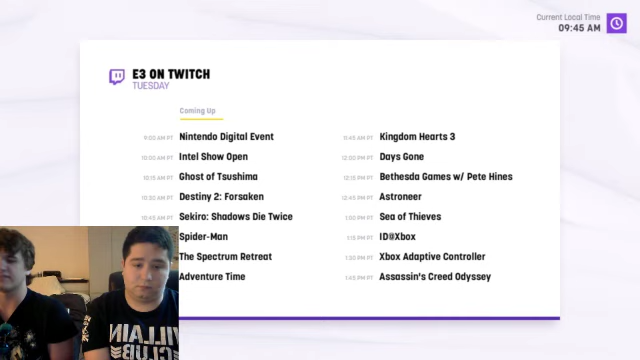 Current Local Time
09:45 AM
E3 ON TWITCH
TUESDAY
Coming Up
9:00 AM PT Nintendo Digital Event
10:00 AM PT Intel Show Open
10:15 AM PT Ghost of Tsushima
10:30 AM PT Destiny 2: Forsaken
10:45 AM PT Sekiro: Shadows Die Twice
Spider-Man
The Spectrum Retreat
Adventure Time
11:45 AM PT Kingdom Hearts 3
12:00 PM PT Days Gone
12:15 PM PT Bethesda Games w/ Pete Hines
12:45 PM PT Astroneer
1:00 PM PT Sea of Thieves
1:15 PM PT ID@Xbox
1:30 PM PT Xbox Adaptive Controller
1:45 PM PT Assassin's Creed Odyssey
VILLAIN
CLUB